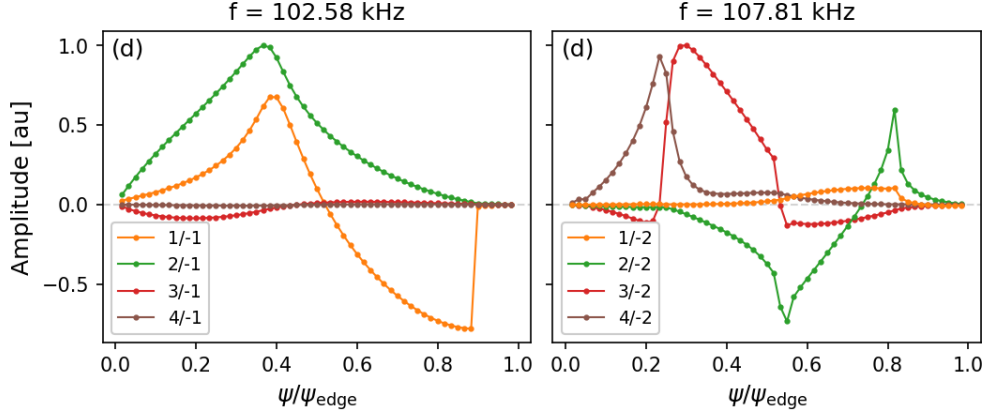 f = 102.58 kHz
f = 107.81 kHz
(d)
(d)
Amplitude [au]
1.0
0.5
0.0
−0.5
1/-1
2/-1
3/-1
4/-1
1/-2
2/-2
3/-2
4/-2
0.0 0.2 0.4 0.6 0.8 1.0
0.0 0.2 0.4 0.6 0.8 1.0
ψ/ψedge
ψ/ψedge